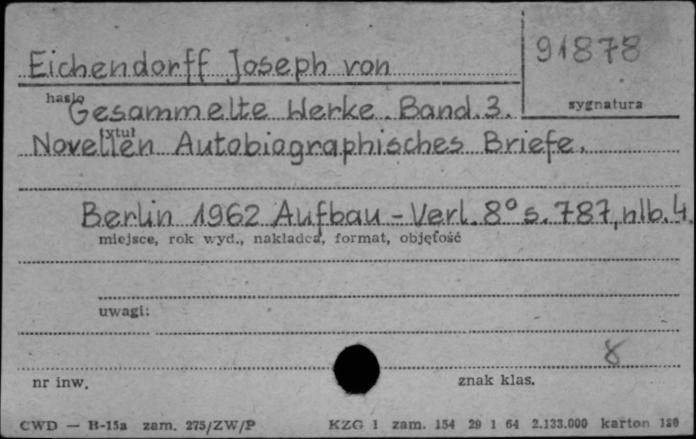 91878
Eichendorff Joseph von
hasło
sygnatura
Gesammelte Werke. Band. 3.
tytuł
Novellen Autobiographisches Briefe.
Berlin 1962 Aufbau - Verl. 8° s. 787, nlb. 4.
miejsce, rok wyd., nakładca, format, objętość
uwagi:
8
nr inw.
znak klas.
CWD — B-15a zam. 275/ZW/P KZG 1 zam. 154 29 1 64 2.133.000 karton 180